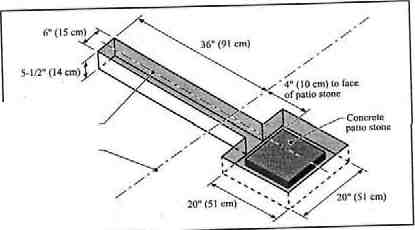 6" (15 cm)
36" (91 cm)
5-1/2" (14 cm)
4" (10 cm) to face
of patio stone
Concrete
patio stone
20" (51 cm)
20" (51 cm)